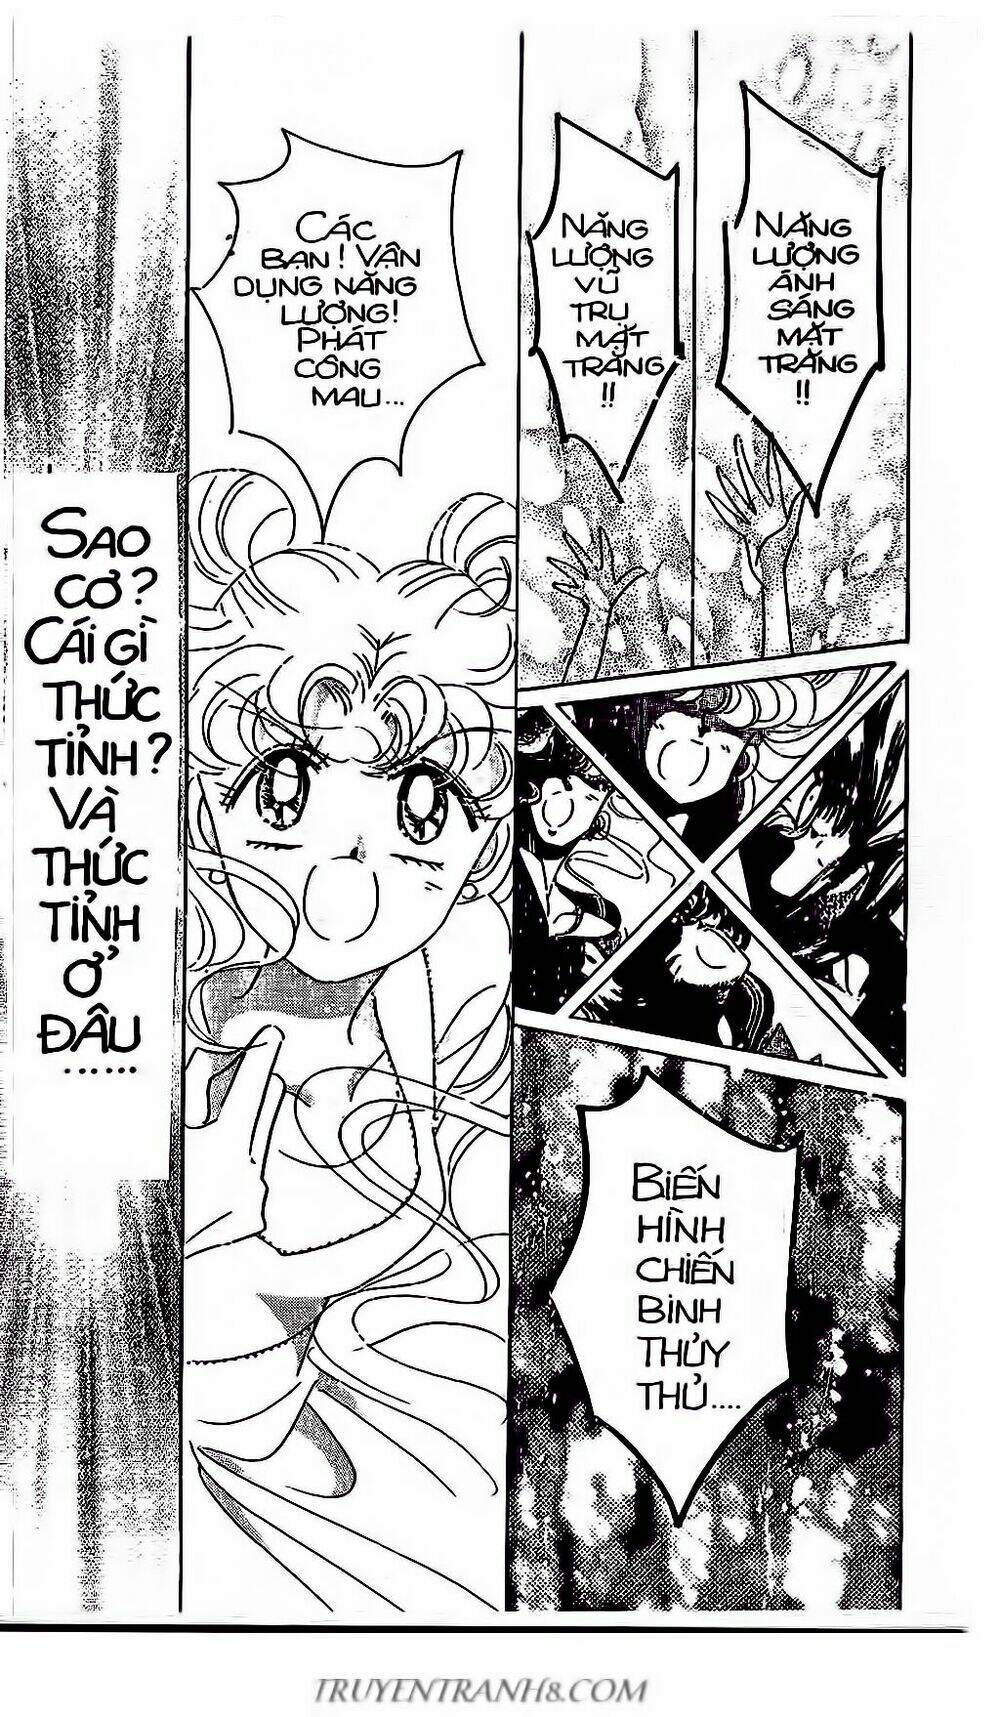 NĂNG
LƯỢNG
ÁNH
SÁNG
MẶT
TRĂNG
!!
NĂNG
LƯỢNG
VŨ
TRỤ
MẶT
TRĂNG
!!
CÁC
BẠN! VẬN
DỤNG NĂNG
LƯỢNG!
PHÁT
CÔNG
MAU...
BIẾN
HÌNH
CHIẾN
BINH
THỦY
THỦ....
SAO
CƠ?
CÁI GÌ
THỨC
TỈNH?
VÀ
THỨC
TỈNH
Ở
ĐÂU
......
TRUYENTRANH8.COM